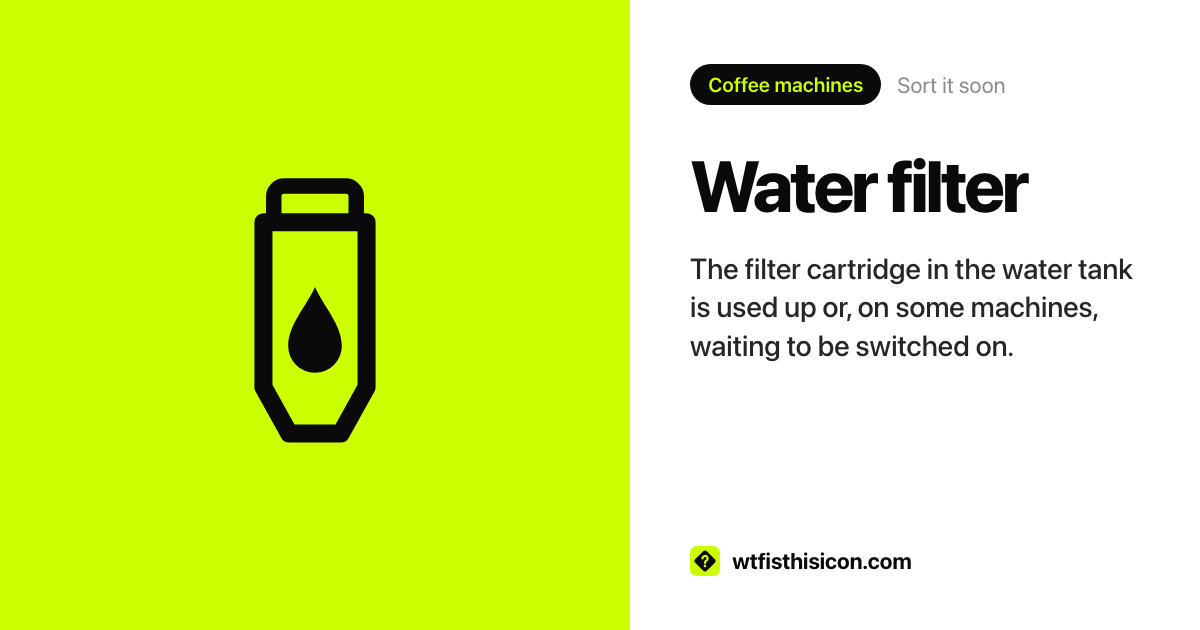 Coffee machines Sort it soon
Water filter
The filter cartridge in the water tank
is used up or, on some machines,
waiting to be switched on.
? wtfisthisicon.com